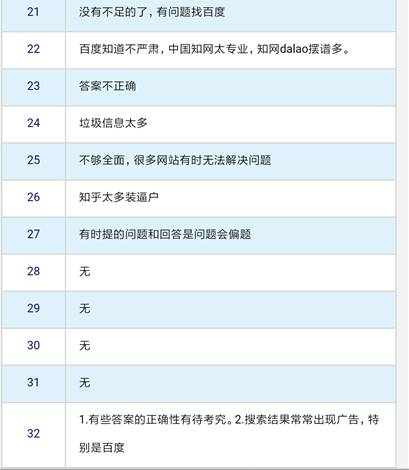 21 没有不足的了，有问题找百度
22 百度知道不严肃，中国知网太专业，知网dalao摆谱多。
23 答案不正确
24 垃圾信息太多
25 不够全面，很多网站有时无法解决问题
26 知乎太多装逼户
27 有时提的问题和回答是问题会偏题
28 无
29 无
30 无
31 无
32 1.有些答案的正确性有待考究。2.搜索结果常常出现广告，特
别是百度